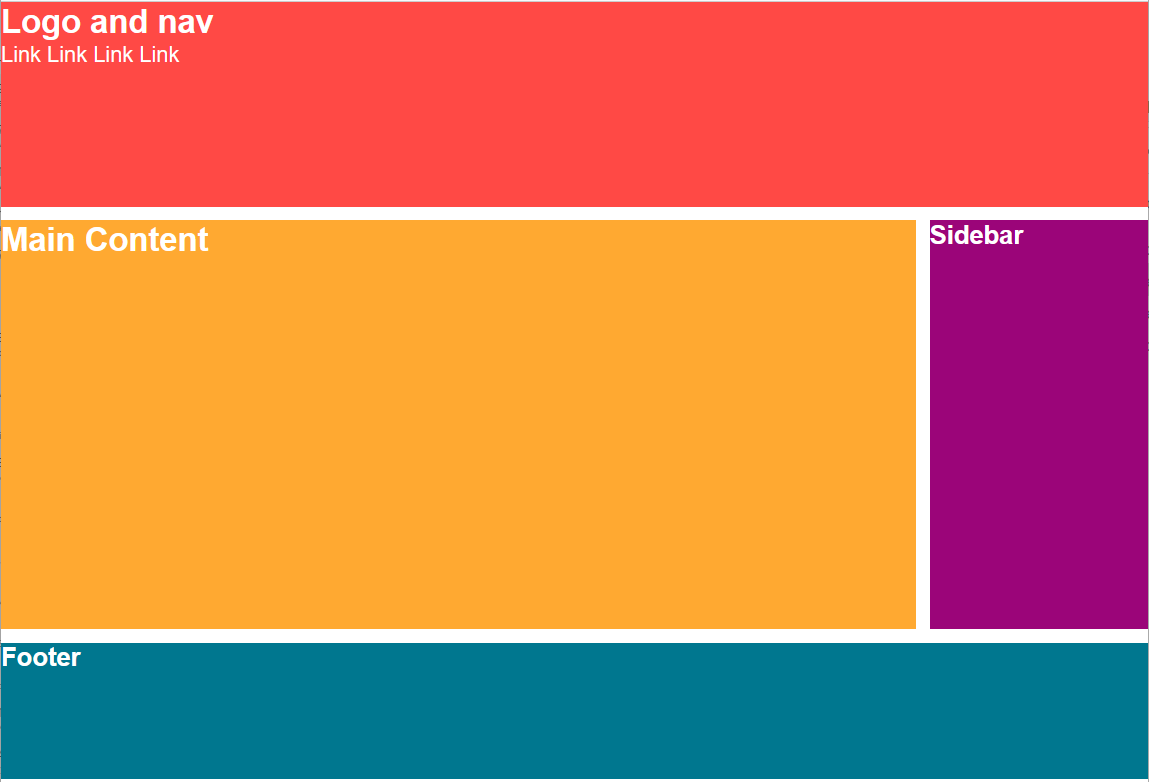 Logo and nav
Link Link Link Link
Main Content
Sidebar
Footer